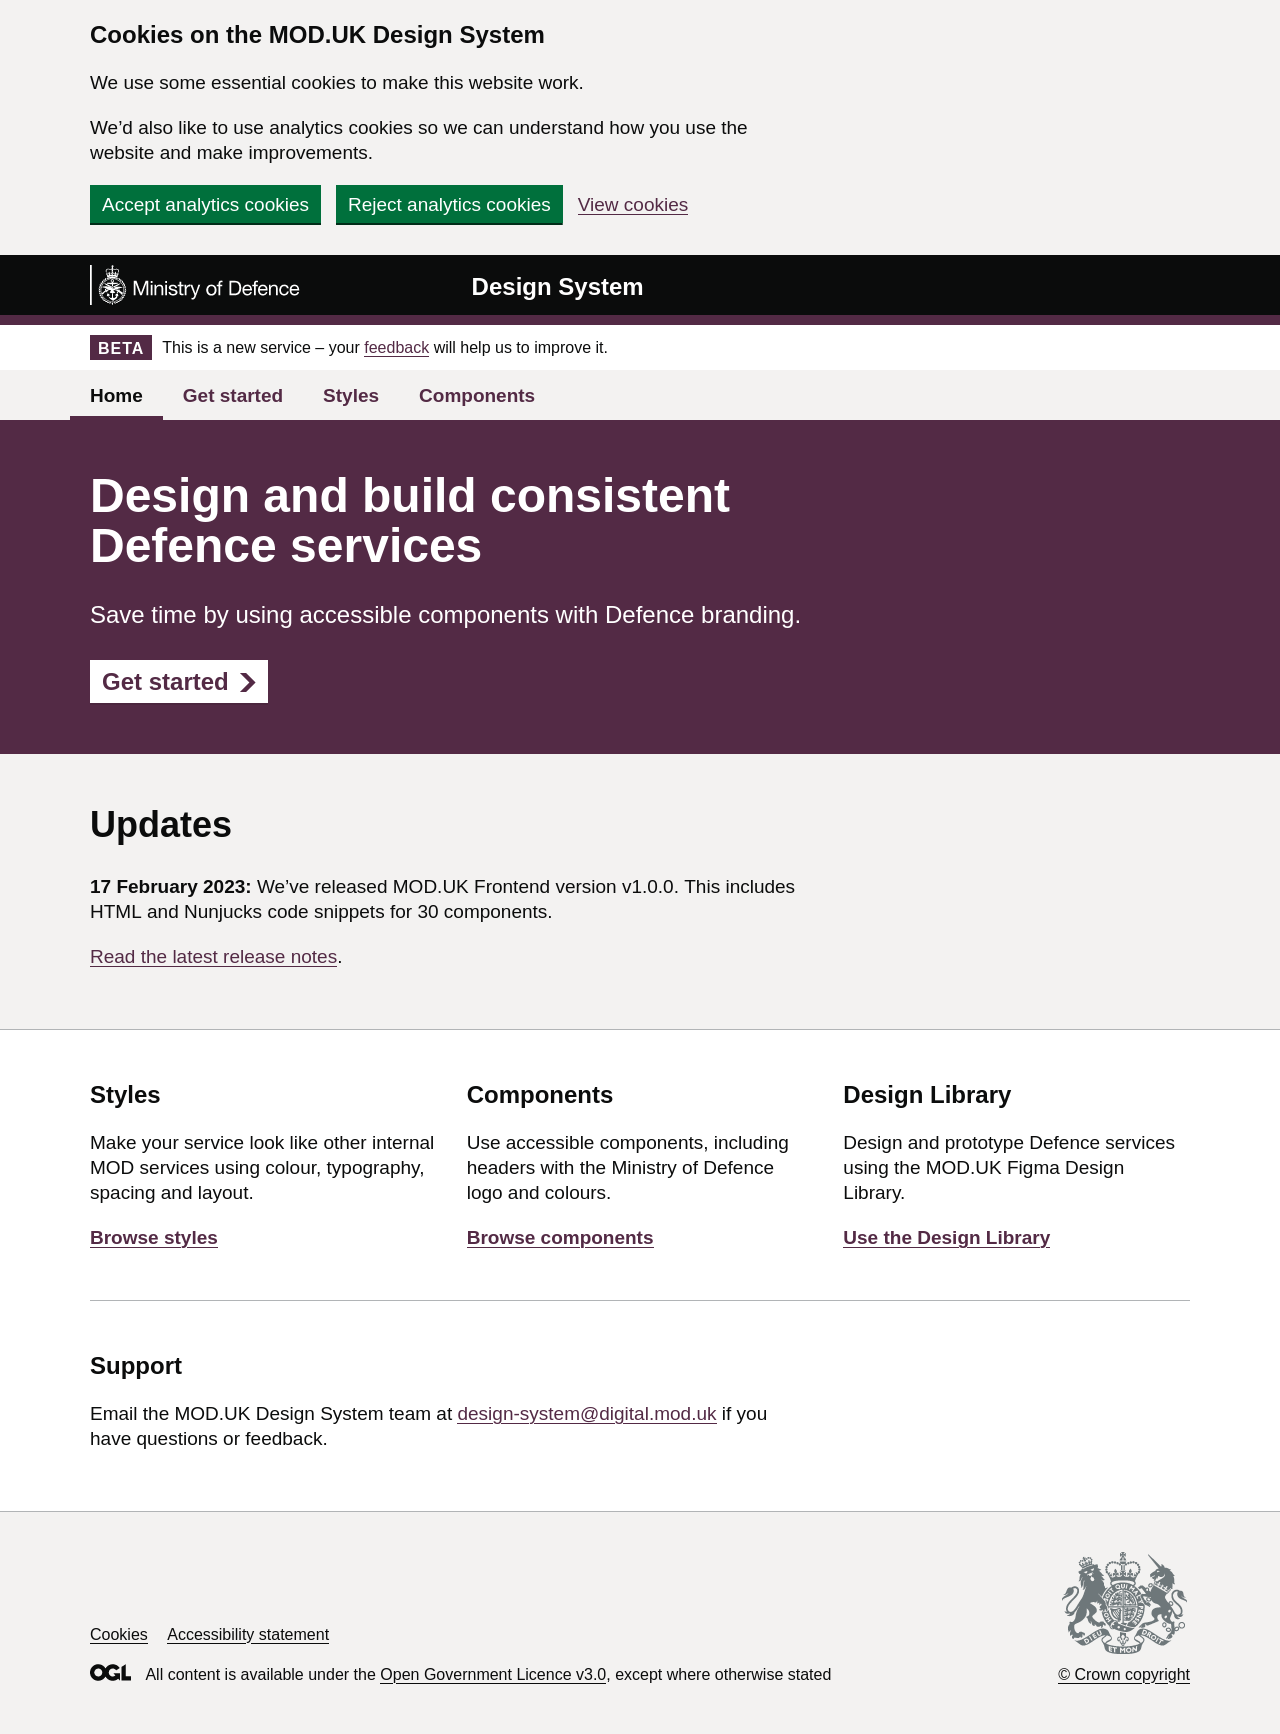 Cookies on the MOD.UK Design System
We use some essential cookies to make this website work.
We’d also like to use analytics cookies so we can understand how you use the
website and make improvements.
Accept analytics cookies Reject analytics cookies View cookies
Ministry of Defence Design System
BETA This is a new service – your feedback will help us to improve it.
Home Get started Styles Components
Design and build consistent
Defence services
Save time by using accessible components with Defence branding.
Get started
Updates
17 February 2023: We’ve released MOD.UK Frontend version v1.0.0. This includes
HTML and Nunjucks code snippets for 30 components.
Read the latest release notes.
Styles
Make your service look like other internal
MOD services using colour, typography,
spacing and layout.
Browse styles
Components
Use accessible components, including
headers with the Ministry of Defence
logo and colours.
Browse components
Design Library
Design and prototype Defence services
using the MOD.UK Figma Design
Library.
Use the Design Library
Support
Email the MOD.UK Design System team at design-system@digital.mod.uk if you
have questions or feedback.
DIEU ET MON DROIT
Cookies Accessibility statement
OGL All content is available under the Open Government Licence v3.0, except where otherwise stated
© Crown copyright